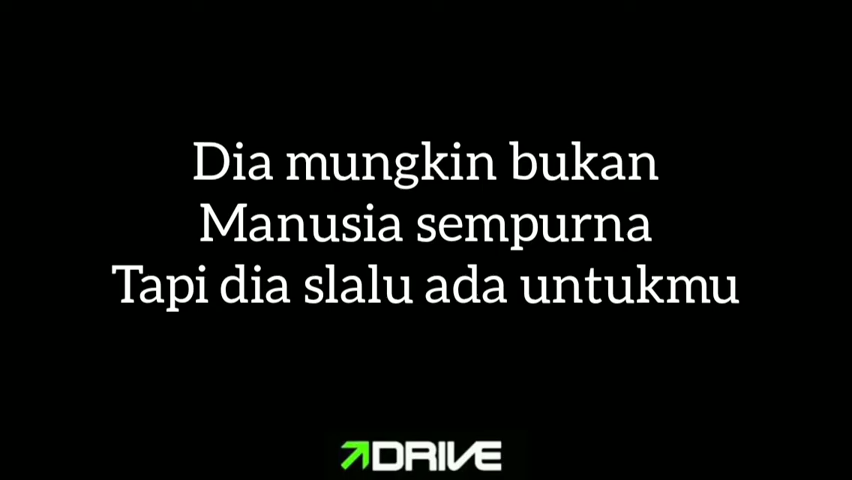 Dia mungkin bukan
Manusia sempurna
Tapi dia slalu ada untukmu
DRIVE